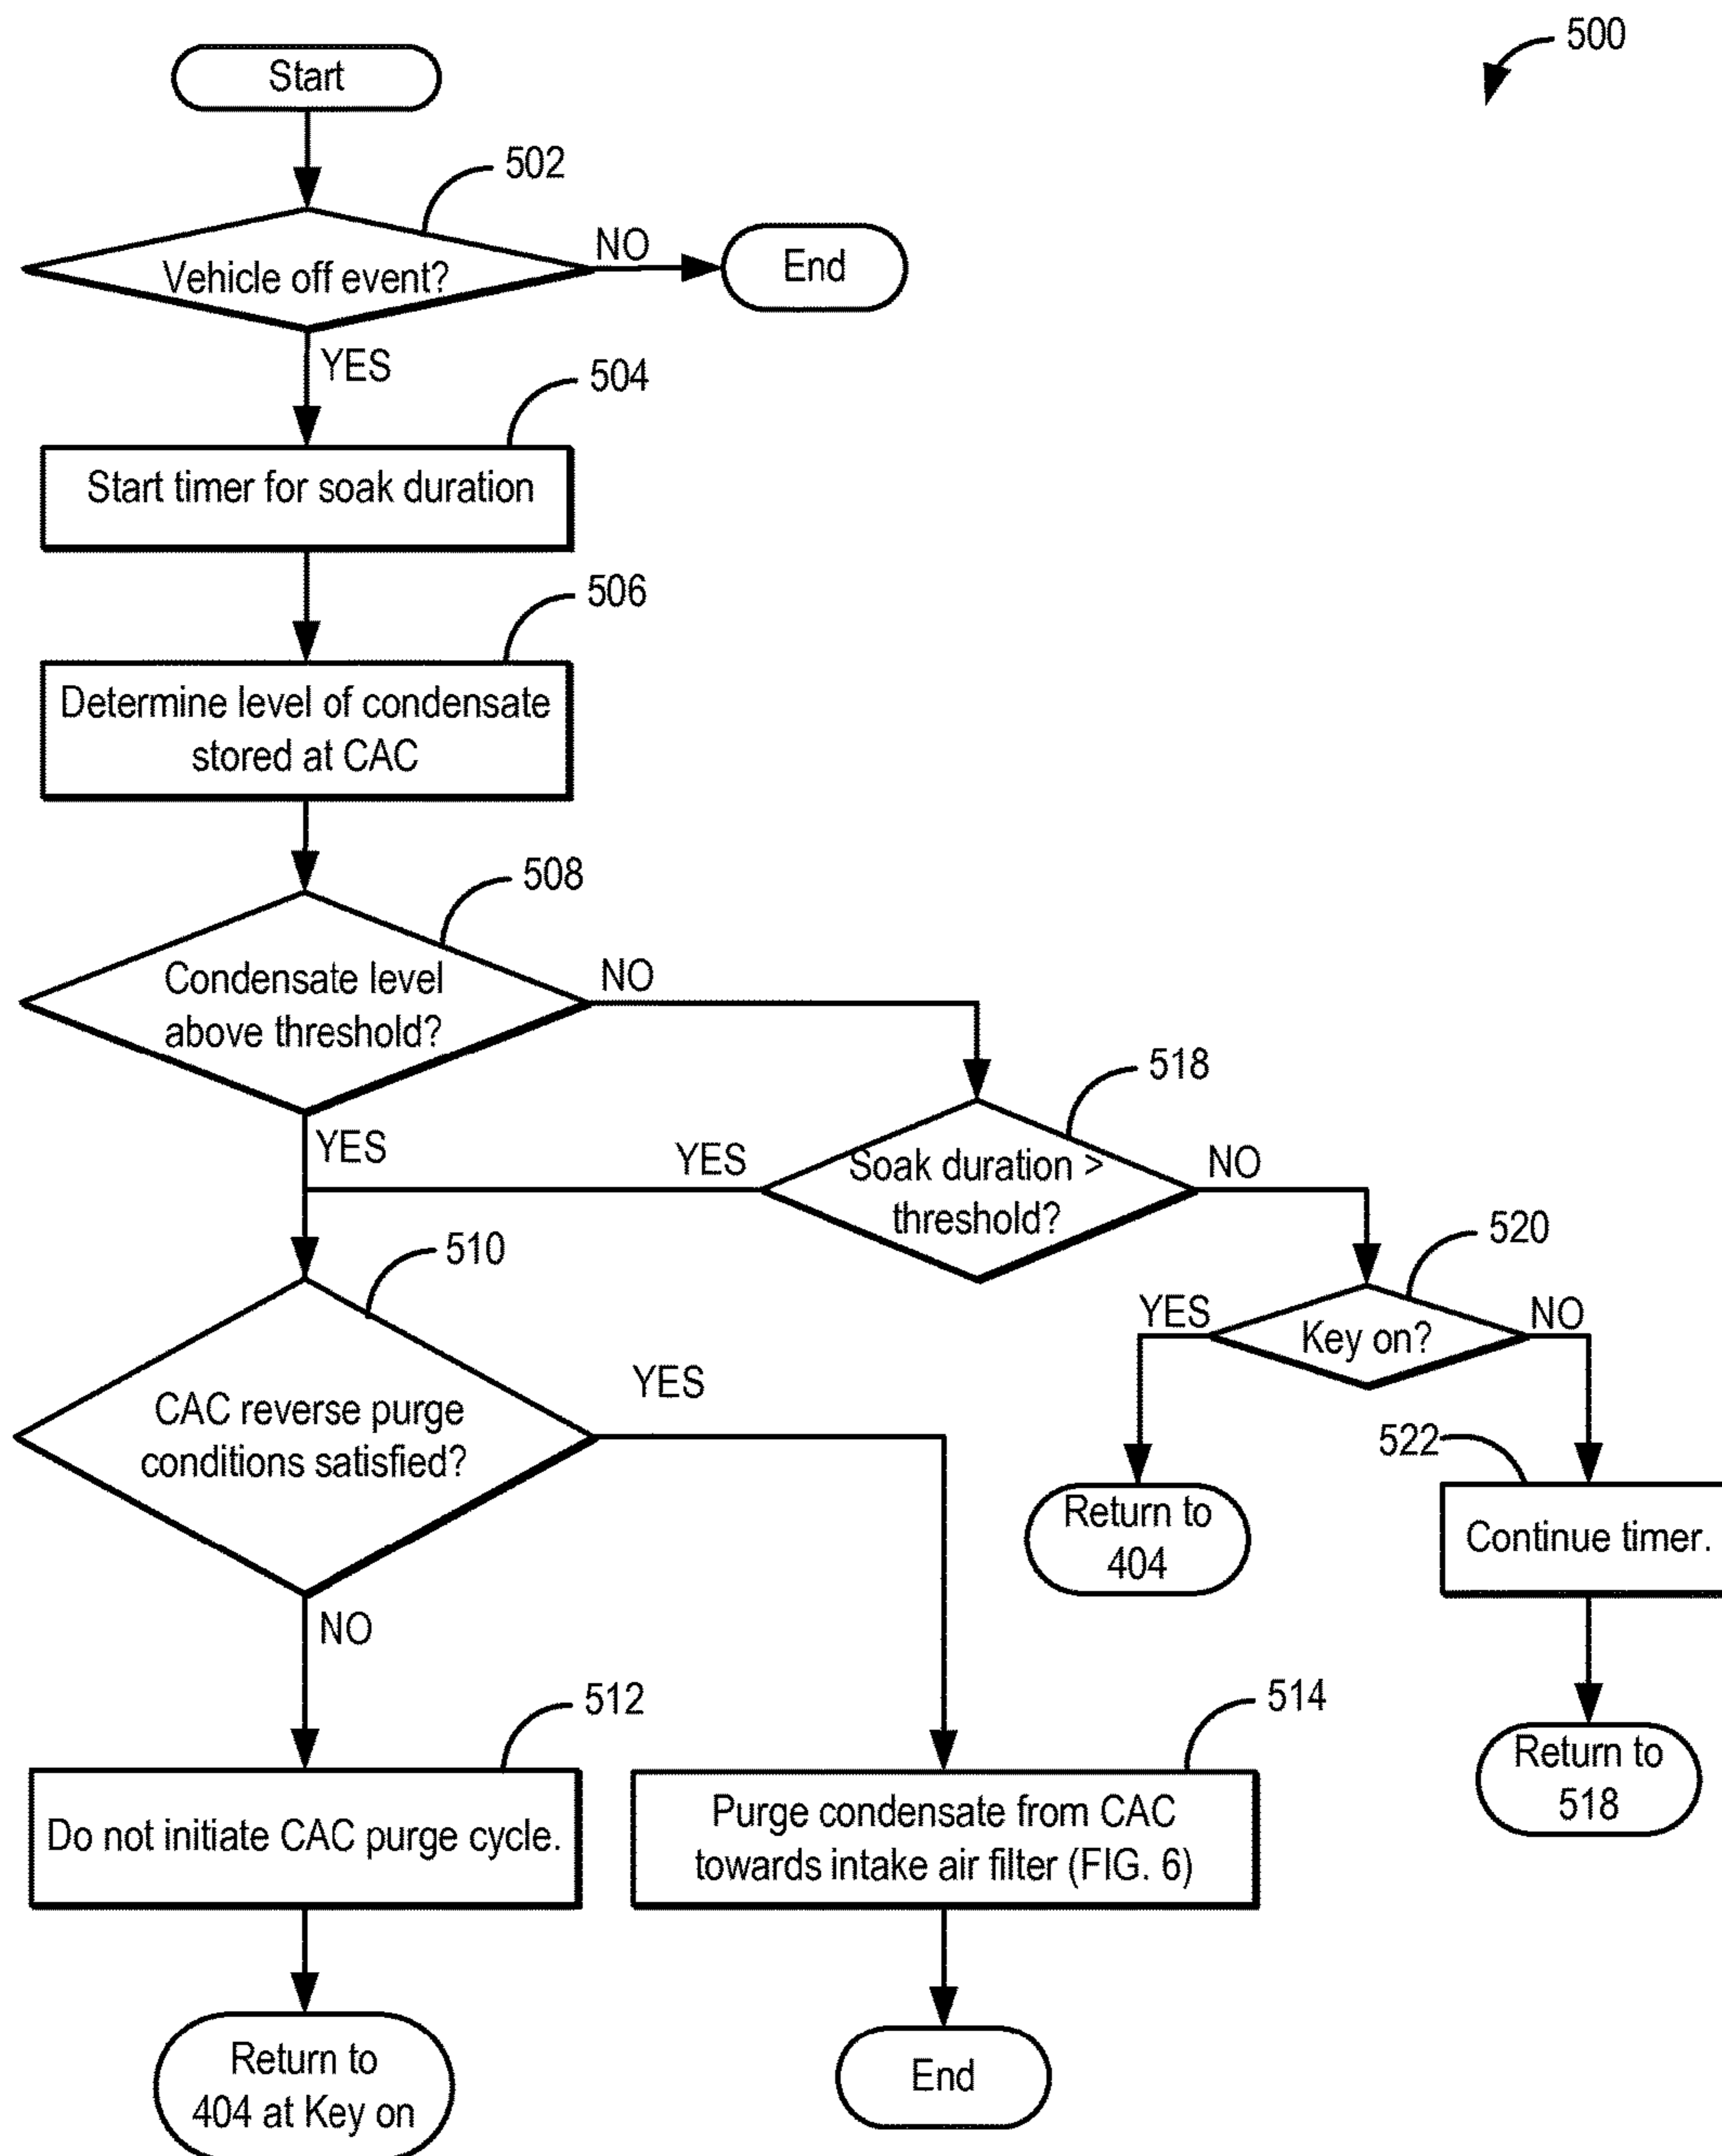 500
Start
502
Vehicle off event?
NO
End
YES
504
Start timer for soak duration
506
Determine level of condensate
stored at CAC
508
Condensate level
above threshold?
NO
YES
518
Soak duration >
threshold?
YES
NO
510
CAC reverse purge
conditions satisfied?
YES
NO
520
Key on?
YES
NO
Return to
404
522
Continue timer.
Return to
518
512
Do not initiate CAC purge cycle.
514
Purge condensate from CAC
towards intake air filter (FIG. 6)
Return to
404 at Key on
End